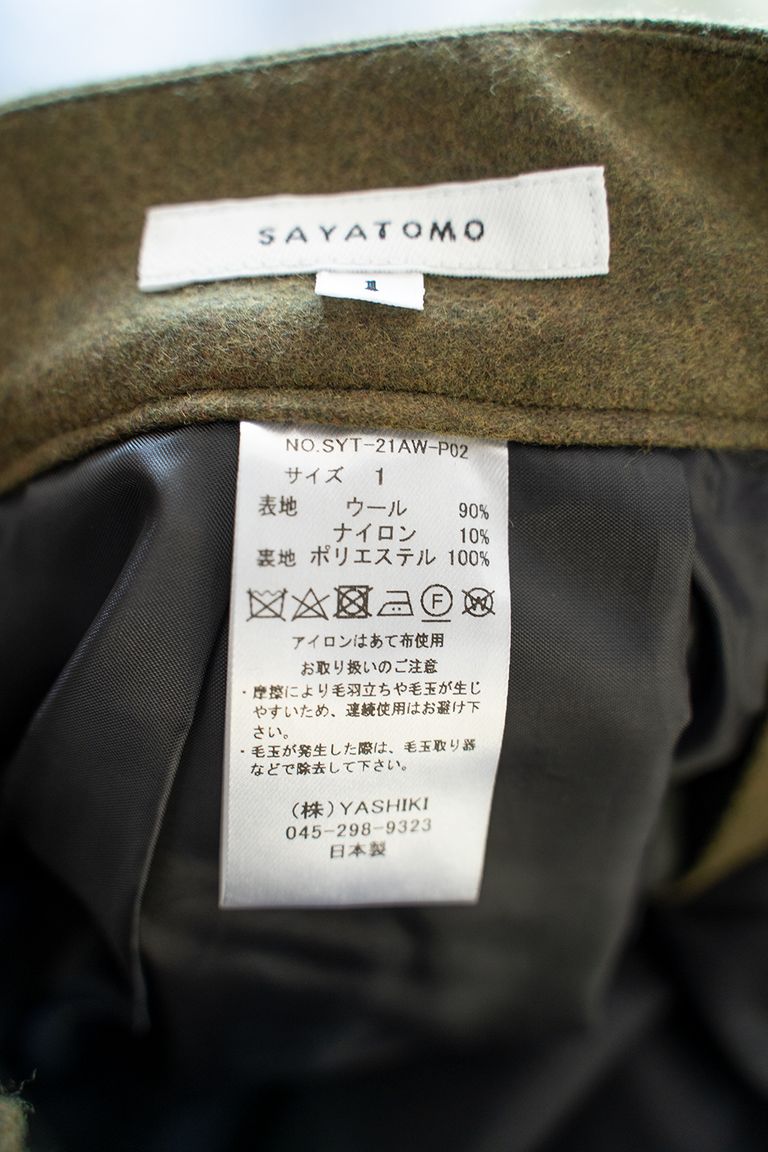 SAYATOMO
1
NO.SYT-21AW-P02
サイズ 1
表地 ウール 90%
ナイロン 10%
裏地 ポリエステル 100%
F W
アイロンはあて布使用
お取り扱いのご注意
・摩擦により毛羽立ちや毛玉が生じ
やすいため、連続使用はお避け下
さい。
・毛玉が発生した際は、毛玉取り器
などで除去して下さい。
(株)YASHIKI
045-298-9323
日本製